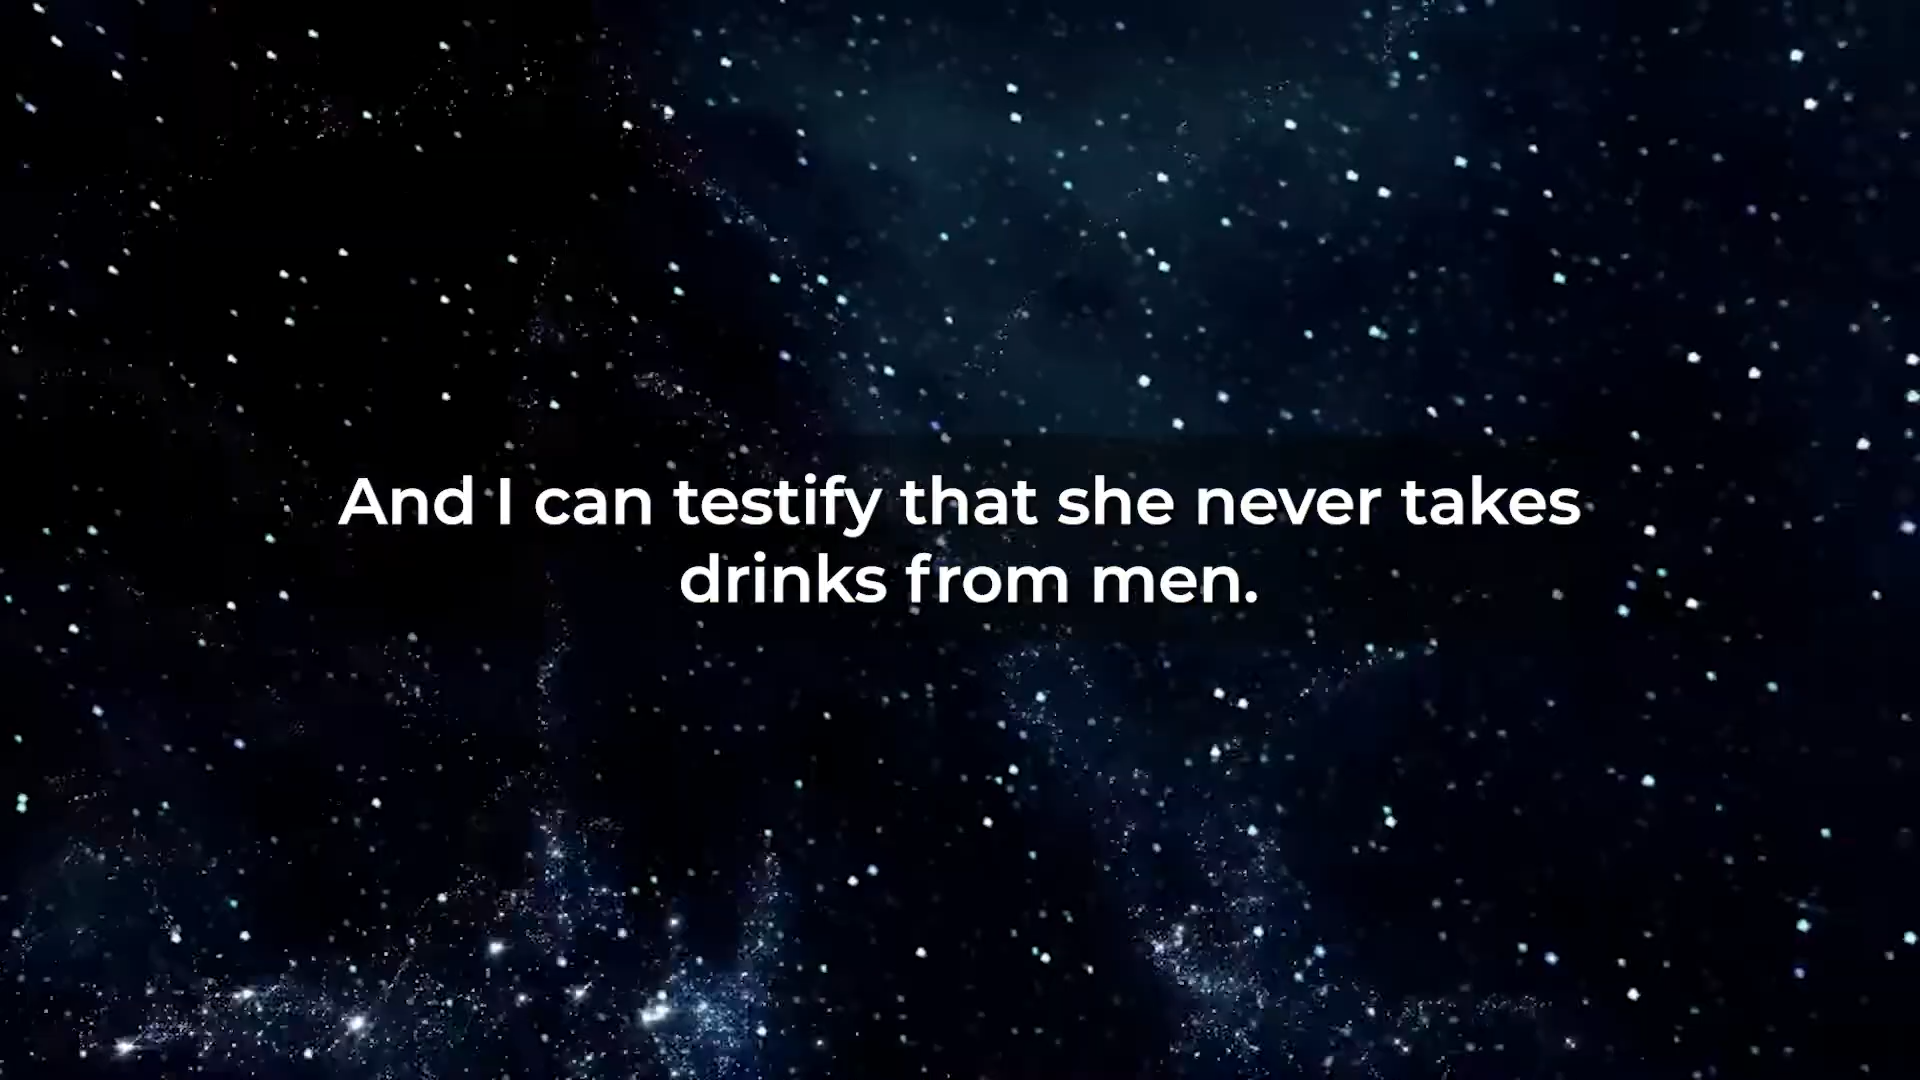 And I can testify that she never takes
drinks from men.